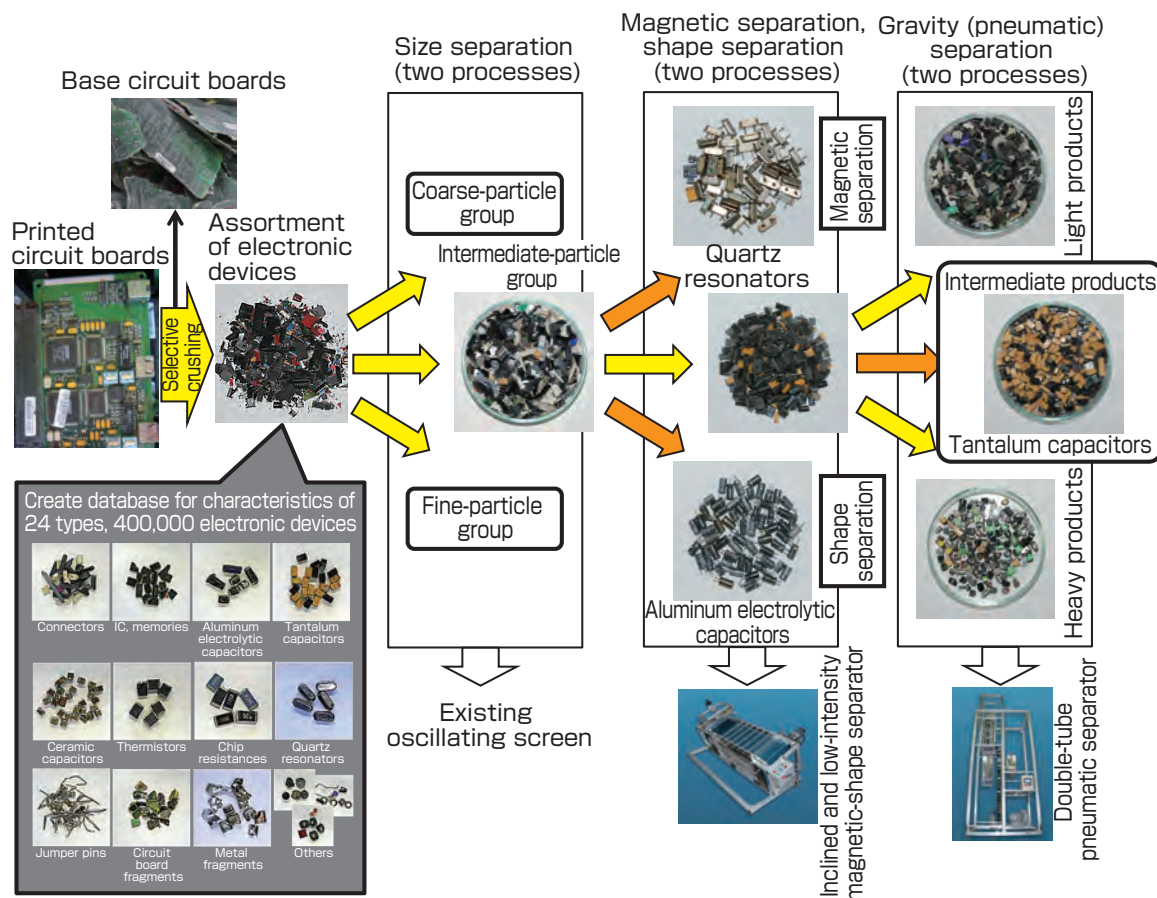 Base circuit boards
Printed
circuit boards
Selective
crushing
Assortment
of electronic
devices
Create database for characteristics of
24 types, 400,000 electronic devices
Connectors
IC, memories
Aluminum
electrolytic
capacitors
Tantalum
capacitors
Ceramic
capacitors
Thermistors
Chip
resistances
Quartz
resonators
Jumper pins
Circuit
board
fragments
Metal
fragments
Others
Size separation
(two processes)
Coarse-particle
group
Intermediate-particle
group
Fine-particle
group
Existing
oscillating screen
Magnetic separation,
shape separation
(two processes)
Magnetic
separation
Quartz
resonators
Shape
separation
Aluminum electrolytic
capacitors
Inclined and low-intensity
magnetic-shape separator
Gravity (pneumatic)
separation
(two processes)
Light products
Intermediate products
Tantalum capacitors
Heavy products
Double-tube
pneumatic separator